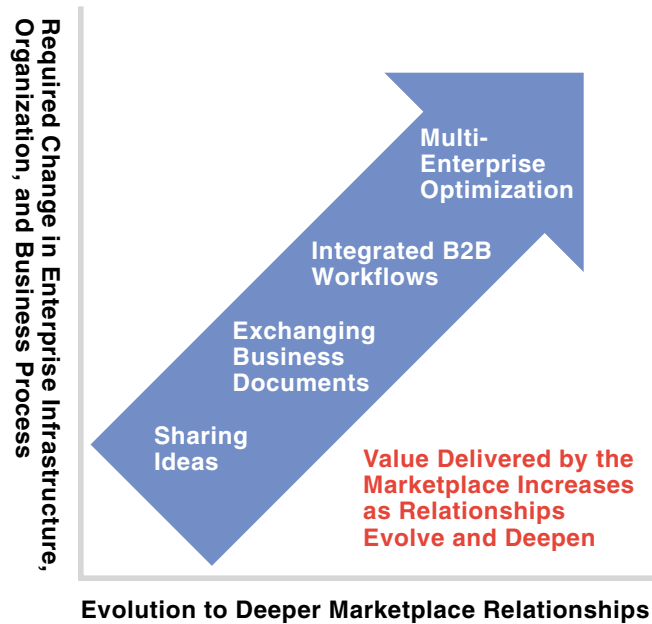 Required Change in Enterprise Infrastructure,
Organization, and Business Process
Multi-
Enterprise
Optimization
Integrated B2B
Workflows
Exchanging
Business
Documents
Sharing
Ideas
Value Delivered by the
Marketplace Increases
as Relationships
Evolve and Deepen
Evolution to Deeper Marketplace Relationships